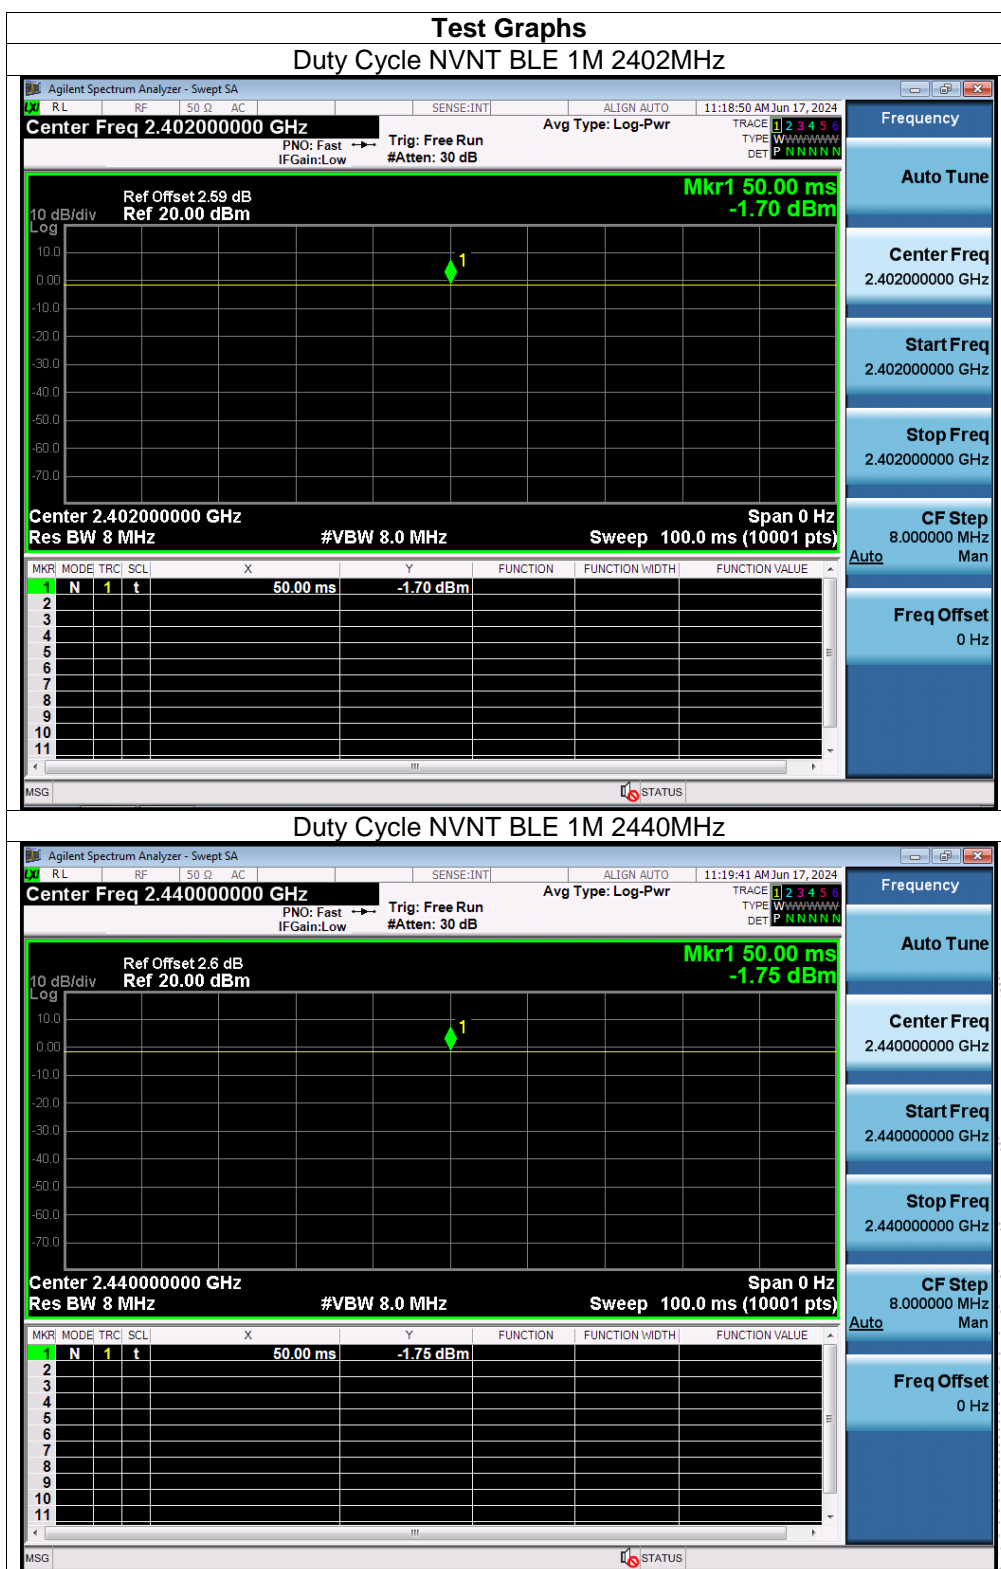 Test Graphs
Duty Cycle NVNT BLE 1M 2402MHz
Agilent Spectrum Analyzer - Swept SA
LXI RL RF 50 Ω AC SENSE:INT ALIGN AUTO 11:18:50 AM Jun 17, 2024
Center Freq 2.402000000 GHz
PNO: Fast
IFGain:Low
Trig: Free Run
#Atten: 30 dB
Avg Type: Log-Pwr
TRACE 1 2 3 4 5 6
TYPE WWWWWW
DET P N N N N N
Frequency
Auto Tune
Center Freq
2.402000000 GHz
Start Freq
2.402000000 GHz
Stop Freq
2.402000000 GHz
CF Step
8.000000 MHz
Auto Man
Freq Offset
0 Hz
Mkr1 50.00 ms
-1.70 dBm
Ref Offset 2.59 dB
10 dB/div Ref 20.00 dBm
Log
10.0
0.00
-10.0
-20.0
-30.0
-40.0
-50.0
-60.0
-70.0
1
Center 2.402000000 GHz Span 0 Hz
Res BW 8 MHz #VBW 8.0 MHz Sweep 100.0 ms (10001 pts)
MKR MODE TRC SCL X Y FUNCTION FUNCTION WIDTH FUNCTION VALUE
1 N 1 t 50.00 ms -1.70 dBm
2
3
4
5
6
7
8
9
10
11
MSG STATUS
Duty Cycle NVNT BLE 1M 2440MHz
Agilent Spectrum Analyzer - Swept SA
LXI RL RF 50 Ω AC SENSE:INT ALIGN AUTO 11:19:41 AM Jun 17, 2024
Center Freq 2.440000000 GHz
PNO: Fast
IFGain:Low
Trig: Free Run
#Atten: 30 dB
Avg Type: Log-Pwr
TRACE 1 2 3 4 5 6
TYPE WWWWWW
DET P N N N N N
Frequency
Auto Tune
Center Freq
2.440000000 GHz
Start Freq
2.440000000 GHz
Stop Freq
2.440000000 GHz
CF Step
8.000000 MHz
Auto Man
Freq Offset
0 Hz
Mkr1 50.00 ms
-1.75 dBm
Ref Offset 2.6 dB
10 dB/div Ref 20.00 dBm
Log
10.0
0.00
-10.0
-20.0
-30.0
-40.0
-50.0
-60.0
-70.0
1
Center 2.440000000 GHz Span 0 Hz
Res BW 8 MHz #VBW 8.0 MHz Sweep 100.0 ms (10001 pts)
MKR MODE TRC SCL X Y FUNCTION FUNCTION WIDTH FUNCTION VALUE
1 N 1 t 50.00 ms -1.75 dBm
2
3
4
5
6
7
8
9
10
11
MSG STATUS